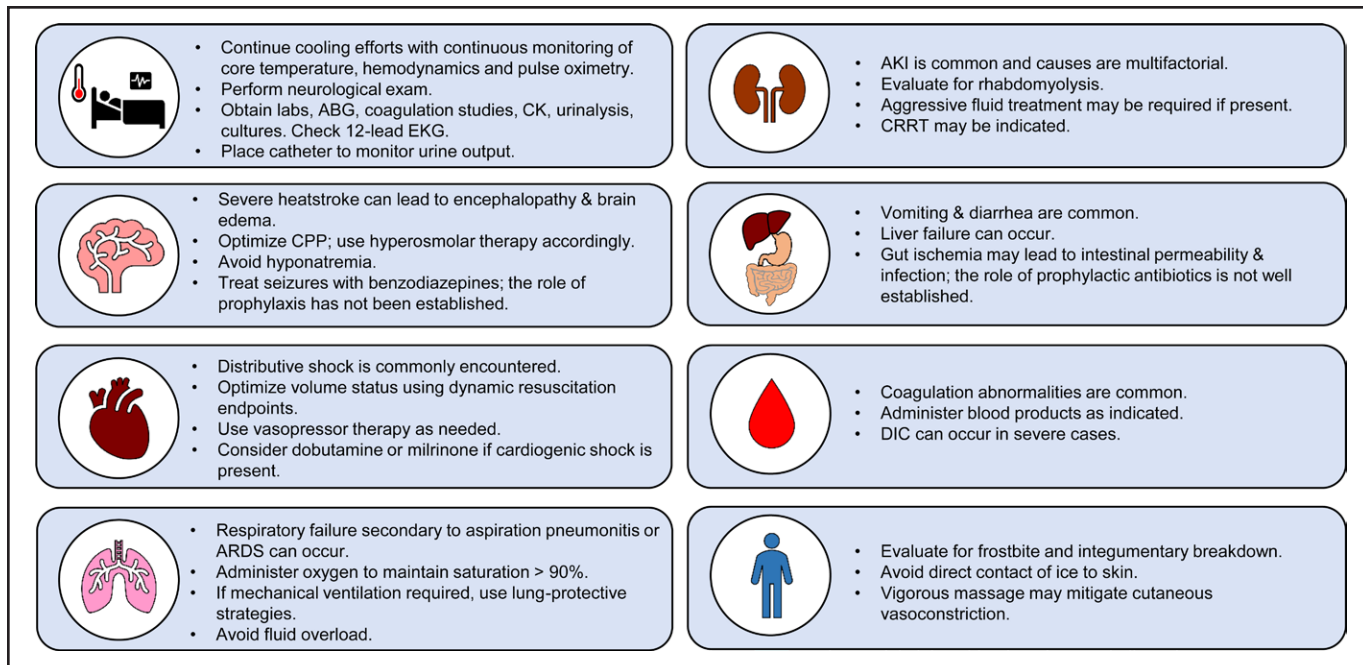 • Continue cooling efforts with continuous monitoring of
core temperature, hemodynamics and pulse oximetry.
• Perform neurological exam.
• Obtain labs, ABG, coagulation studies, CK, urinalysis,
cultures. Check 12-lead EKG.
• Place catheter to monitor urine output.
• AKI is common and causes are multifactorial.
• Evaluate for rhabdomyolysis.
• Aggressive fluid treatment may be required if present.
• CRRT may be indicated.
• Severe heatstroke can lead to encephalopathy & brain
edema.
• Optimize CPP; use hyperosmolar therapy accordingly.
• Avoid hyponatremia.
• Treat seizures with benzodiazepines; the role of
prophylaxis has not been established.
• Vomiting & diarrhea are common.
• Liver failure can occur.
• Gut ischemia may lead to intestinal permeability &
infection; the role of prophylactic antibiotics is not well
established.
• Distributive shock is commonly encountered.
• Optimize volume status using dynamic resuscitation
endpoints.
• Use vasopressor therapy as needed.
• Consider dobutamine or milrinone if cardiogenic shock is
present.
• Coagulation abnormalities are common.
• Administer blood products as indicated.
• DIC can occur in severe cases.
• Respiratory failure secondary to aspiration pneumonitis or
ARDS can occur.
• Administer oxygen to maintain saturation > 90%.
• If mechanical ventilation required, use lung-protective
strategies.
• Avoid fluid overload.
• Evaluate for frostbite and integumentary breakdown.
• Avoid direct contact of ice to skin.
• Vigorous massage may mitigate cutaneous
vasoconstriction.